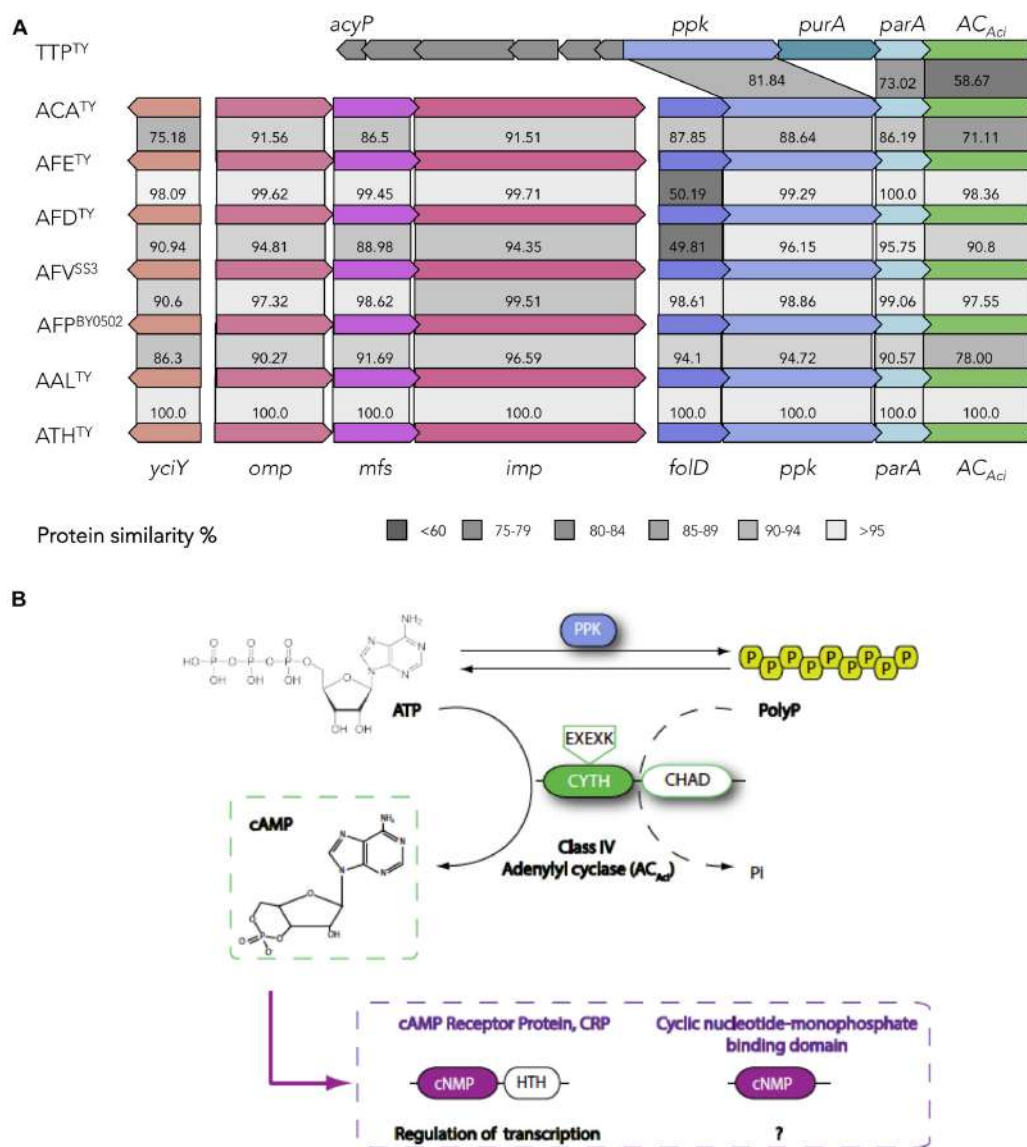 A
acyP ppk purA parA AC_Aci
TTP^TY
81.84 73.02 58.67
ACA^TY
75.18 91.56 86.5 91.51 87.85 88.64 86.19 71.11
AFE^TY
98.09 99.62 99.45 99.71 50.19 99.29 100.0 98.36
AFD^TY
90.94 94.81 88.98 94.35 49.81 96.15 95.75 90.8
AFV^SS3
90.6 97.32 98.62 99.51 98.61 98.86 99.06 97.55
AFP^BY0502
86.3 90.27 91.69 96.59 94.1 94.72 90.57 78.00
AAL^TY
100.0 100.0 100.0 100.0 100.0 100.0 100.0 100.0
ATH^TY
yciY omp mfs imp folD ppk parA AC_Aci
Protein similarity % <60 75-79 80-84 85-89 90-94 >95
B
NH₂
N N
N N
O O O
HO P O P O P O
OH OH OH
O
OH OH
ATP
PPK
P P P P P P P P P P P
PolyP
EXEXK
CYTH CHAD
Class IV
Adenylyl cyclase (AC_Aci)
Pi
cAMP
NH₂
N N
N N
O O
O P O OH
O-
cAMP Receptor Protein, CRP
Cyclic nucleotide-monophosphate
binding domain
cNMP HTH cNMP
Regulation of transcription ?